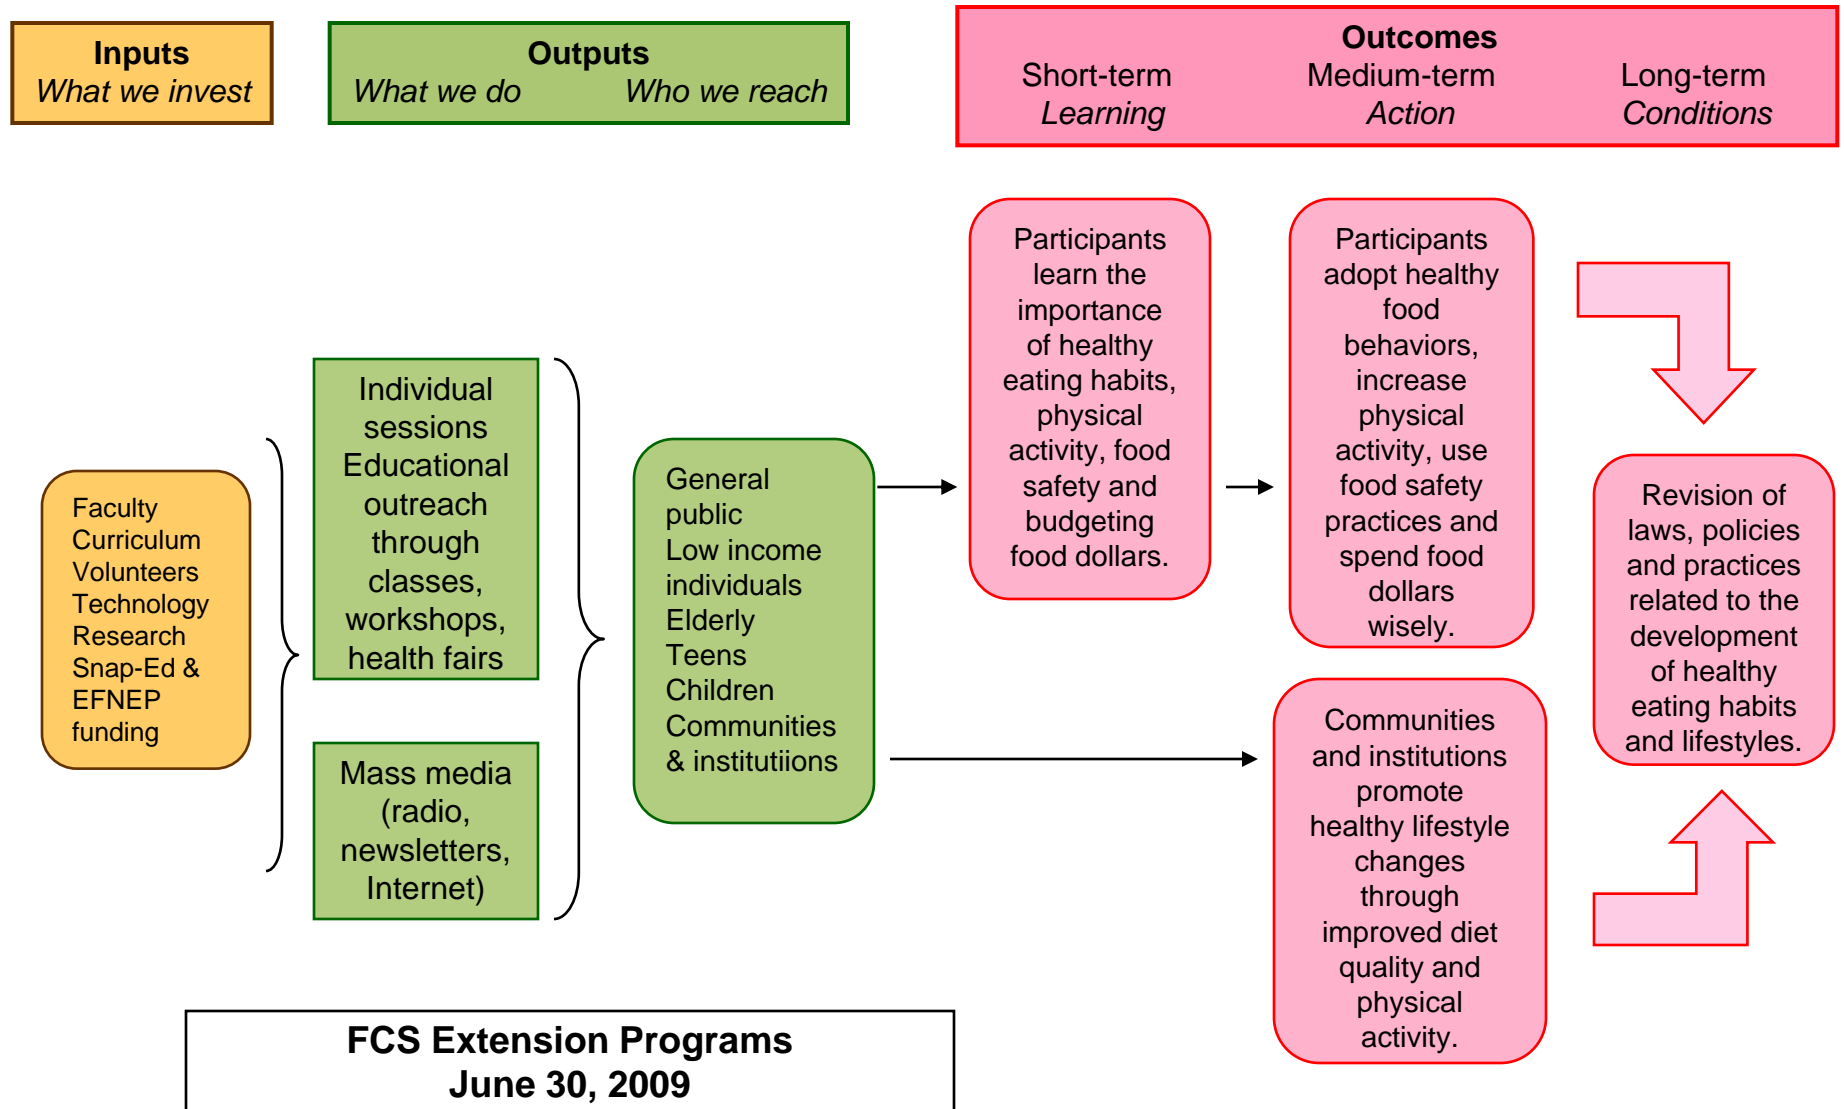 Inputs
What we invest
Outputs
What we do Who we reach
Outcomes
Short-term Medium-term Long-term
Learning Action Conditions
Faculty
Curriculum
Volunteers
Technology
Research
Snap-Ed &
EFNEP
funding
Individual
sessions
Educational
outreach
through
classes,
workshops,
health fairs
Mass media
(radio,
newsletters,
Internet)
General
public
Low income
individuals
Elderly
Teens
Children
Communities
& institutiions
Participants
learn the
importance
of healthy
eating habits,
physical
activity, food
safety and
budgeting
food dollars.
Participants
adopt healthy
food
behaviors,
increase
physical
activity, use
food safety
practices and
spend food
dollars
wisely.
Communities
and institutions
promote
healthy lifestyle
changes
through
improved diet
quality and
physical
activity.
Revision of
laws, policies
and practices
related to the
development
of healthy
eating habits
and lifestyles.
FCS Extension Programs
June 30, 2009